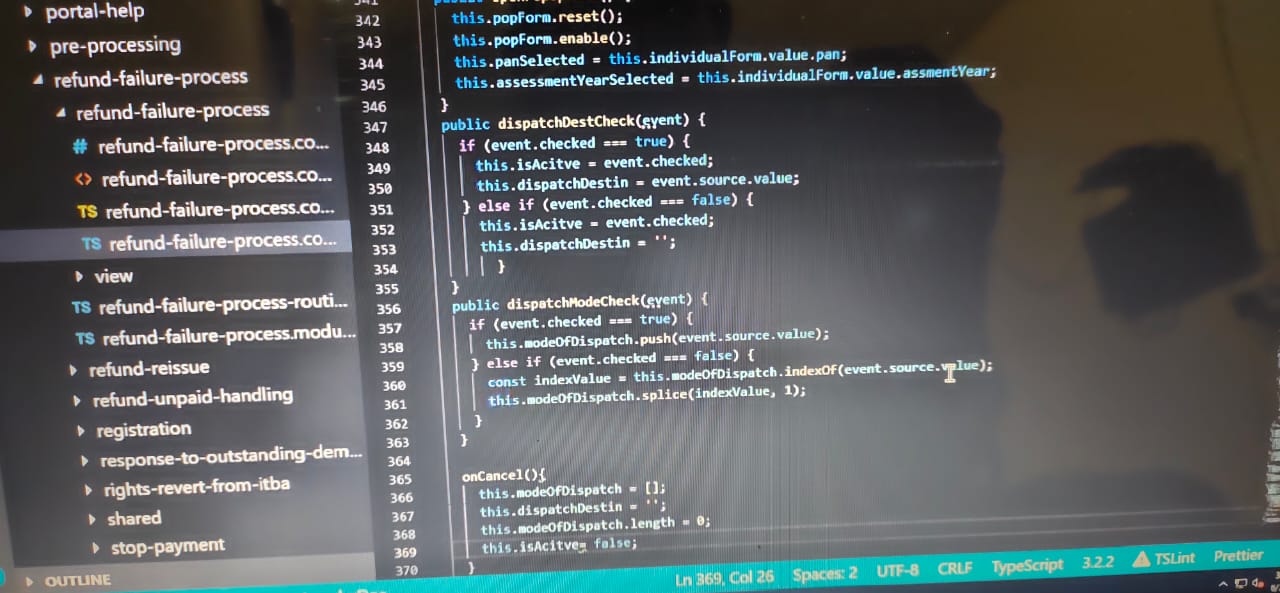 portal-help
pre-processing
refund-failure-process
refund-failure-process
# refund-failure-process.co...
<> refund-failure-process.co...
TS refund-failure-process.co...
TS refund-failure-process.co...
view
TS refund-failure-process-routi...
TS refund-failure-process.modu...
refund-reissue
refund-unpaid-handling
registration
response-to-outstanding-dem...
rights-revert-from-itba
shared
stop-payment
OUTLINE
341
342 this.popForm.reset();
343 this.popForm.enable();
344 this.panSelected = this.individualForm.value.pan;
345 this.assessmentYearSelected = this.individualForm.value.assmentYear;
346 }
347 public dispatchDestCheck(event) {
348 if (event.checked === true) {
349 this.isAcitve = event.checked;
350 this.dispatchDestin = event.source.value;
351 } else if (event.checked === false) {
352 this.isAcitve = event.checked;
353 this.dispatchDestin = '';
354 }
355 }
356 public dispatchModeCheck(event) {
357 if (event.checked === true) {
358 this.modeOfDispatch.push(event.source.value);
359 } else if (event.checked === false) {
360 const indexValue = this.modeOfDispatch.indexOf(event.source.value);
361 this.modeOfDispatch.splice(indexValue, 1);
362 }
363 }
364
365 onCancel(){
366 this.modeOfDispatch = [];
367 this.dispatchDestin = '';
368 this.modeOfDispatch.length = 0;
369 this.isAcitve= false;
370 }
Ln 369, Col 26 Spaces: 2 UTF-8 CRLF TypeScript 3.2.2 TSLint Prettier